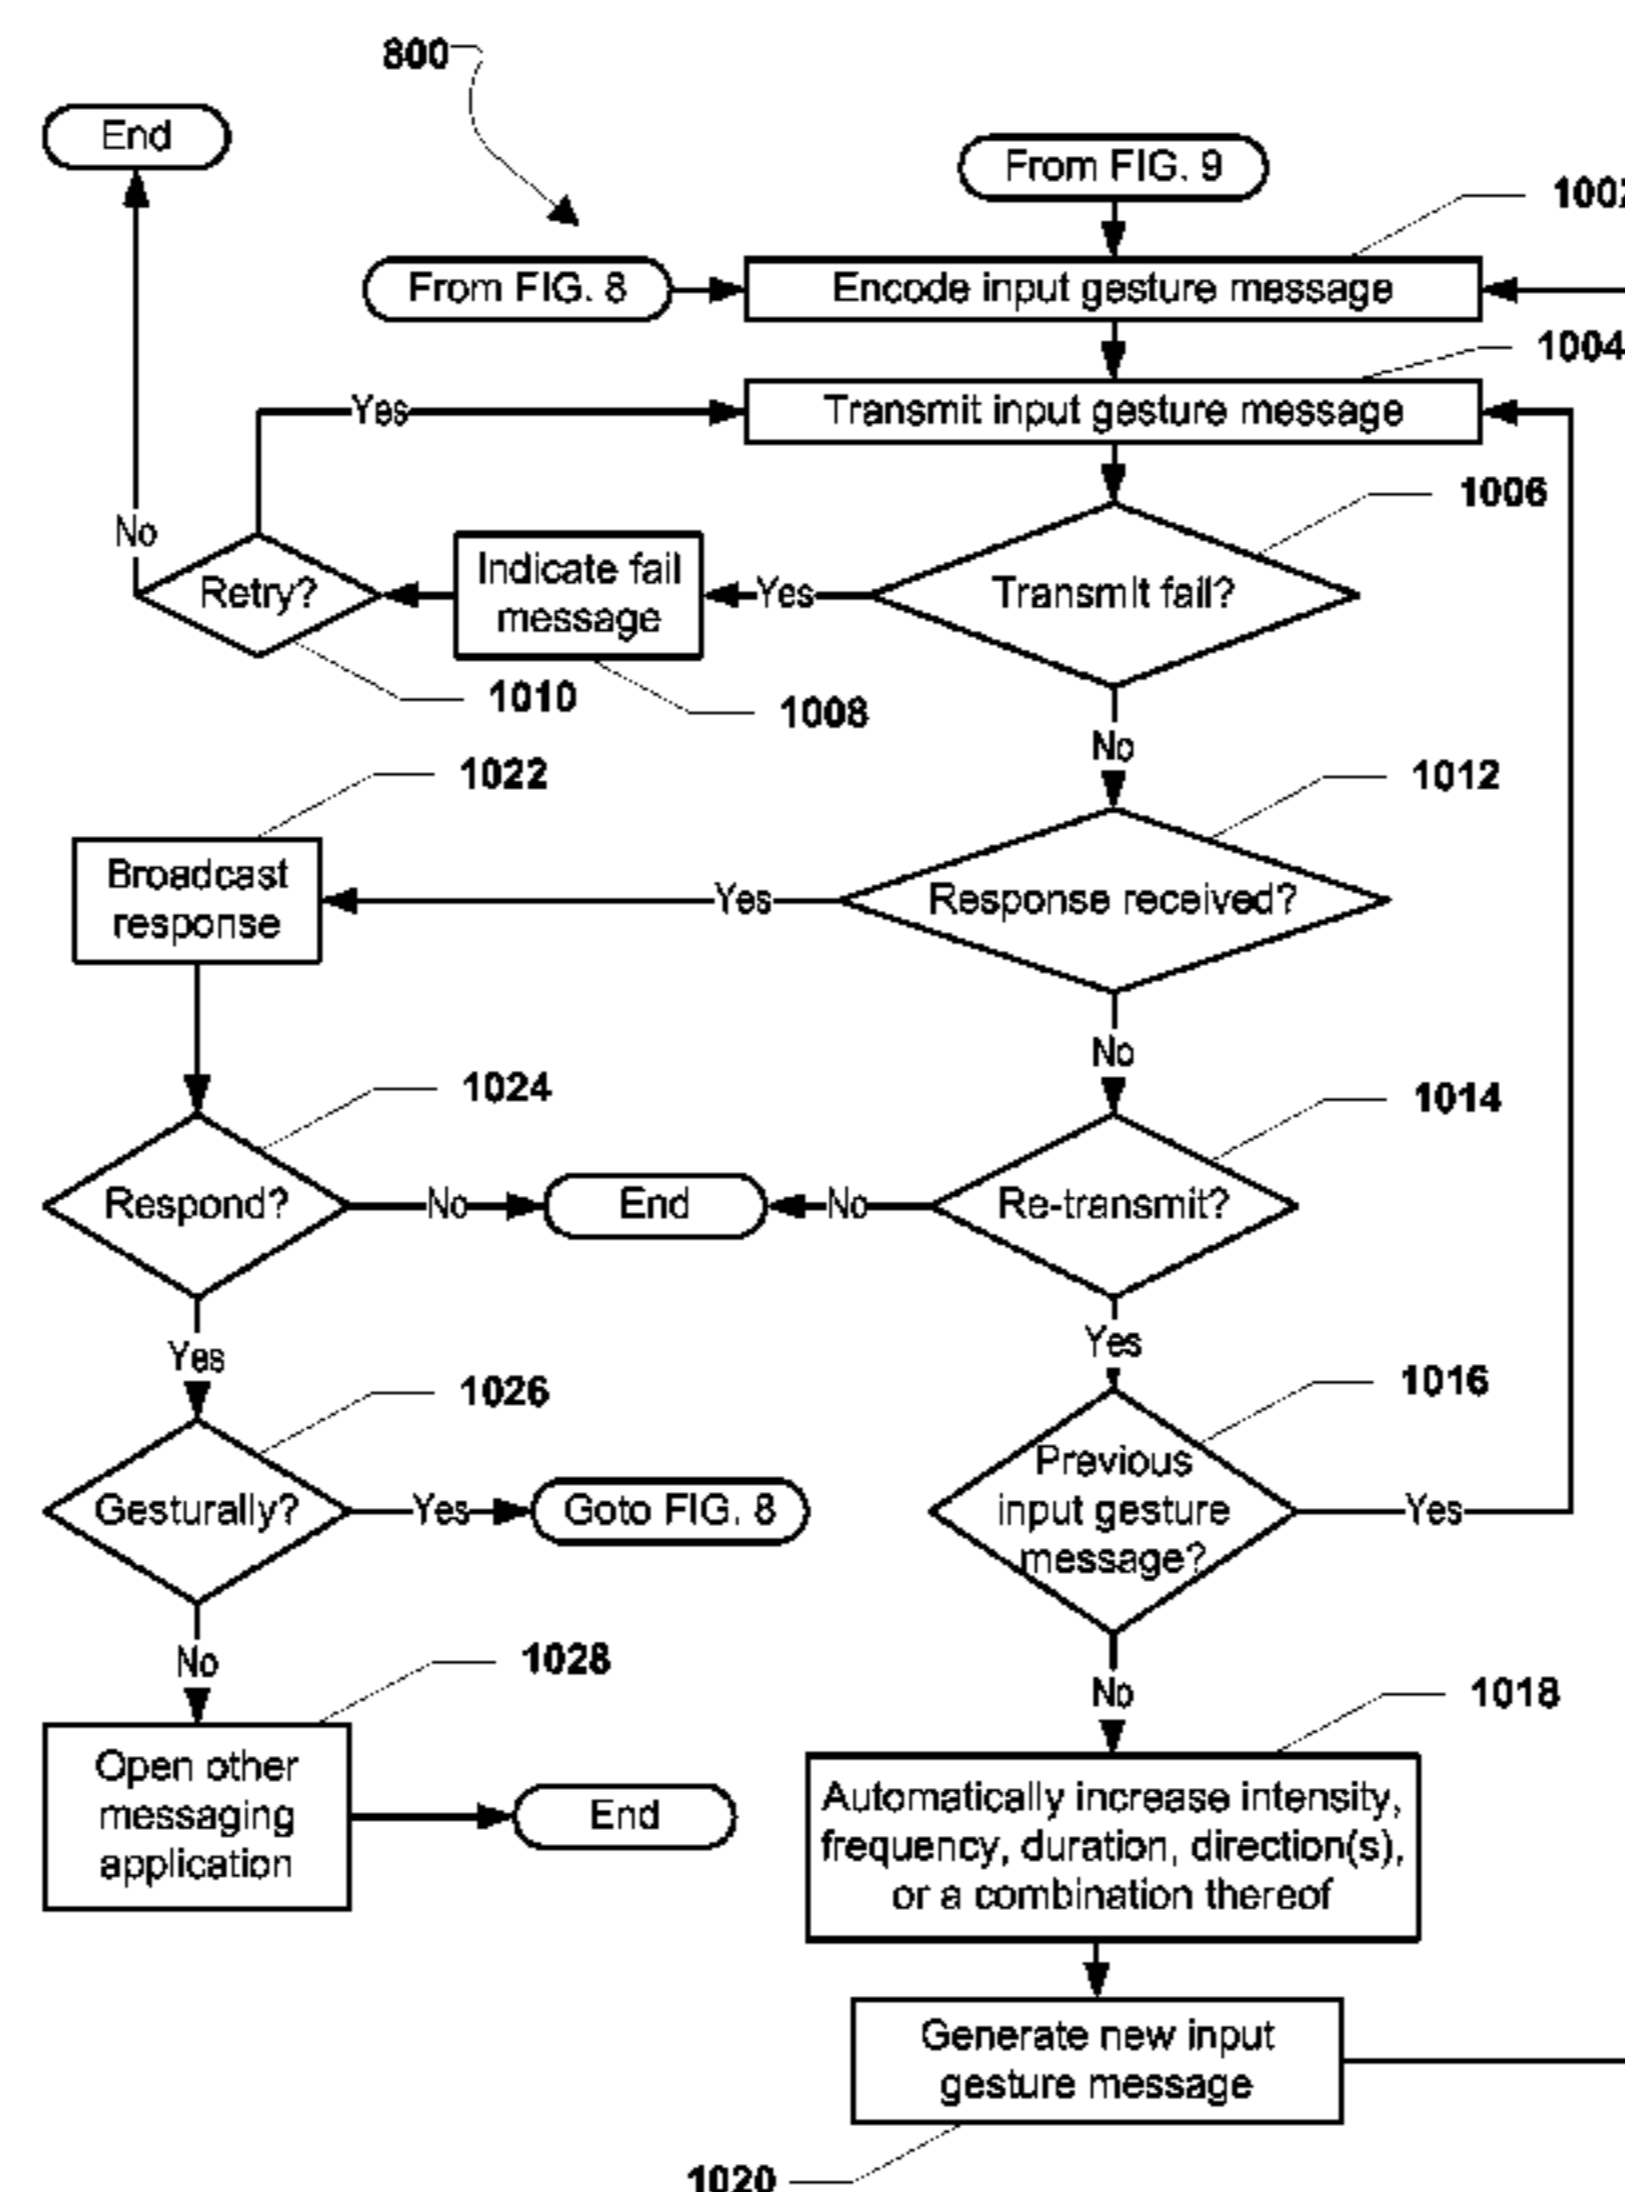 800
End
From FIG. 9
1002
From FIG. 8
Encode input gesture message
1004
Yes
Transmit input gesture message
1006
No
Retry?
Indicate fail
message
Yes
Transmit fail?
1010
1008
No
1022
1012
Broadcast
response
Yes
Response received?
No
1024
1014
Respond?
No
End
No
Re-transmit?
Yes
Yes
1026
1016
Gesturally?
Yes
Goto FIG. 8
Previous
input gesture
message?
Yes
No
1028
No
1018
Open other
messaging
application
End
Automatically increase intensity,
frequency, duration, direction(s),
or a combination thereof
Generate new input
gesture message
1020